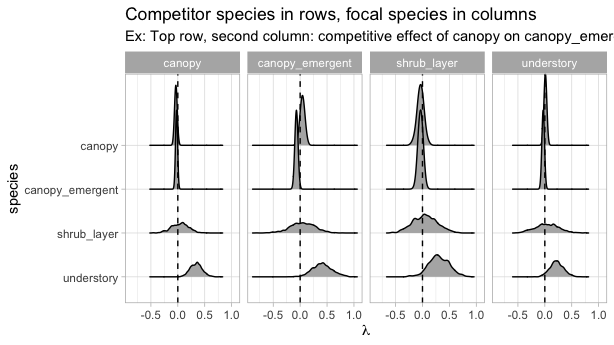 Competitor species in rows, focal species in columns
Ex: Top row, second column: competitive effect of canopy on canopy_emer
canopy canopy_emergent shrub_layer understory
species
canopy
canopy_emergent
shrub_layer
understory
-0.5 0.0 0.5 1.0 -0.5 0.0 0.5 1.0 -0.5 0.0 0.5 1.0 -0.5 0.0 0.5 1.0
λ